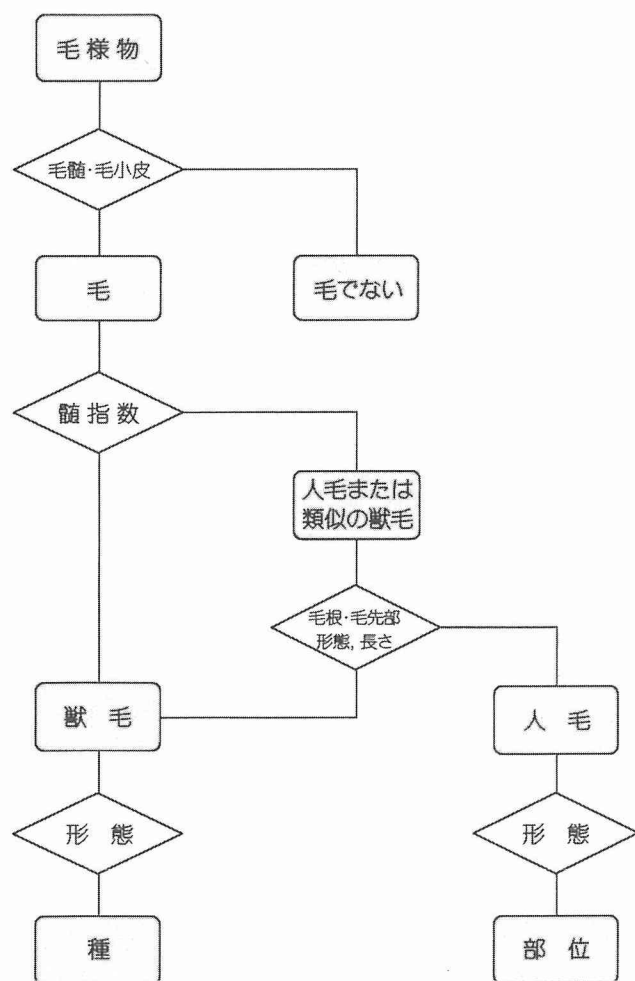 毛様物
毛髄・毛小皮
毛
毛でない
髄指数
人毛または
類似の獣毛
毛根・毛先部
形態, 長さ
獣毛
人毛
形態
形態
種
部位